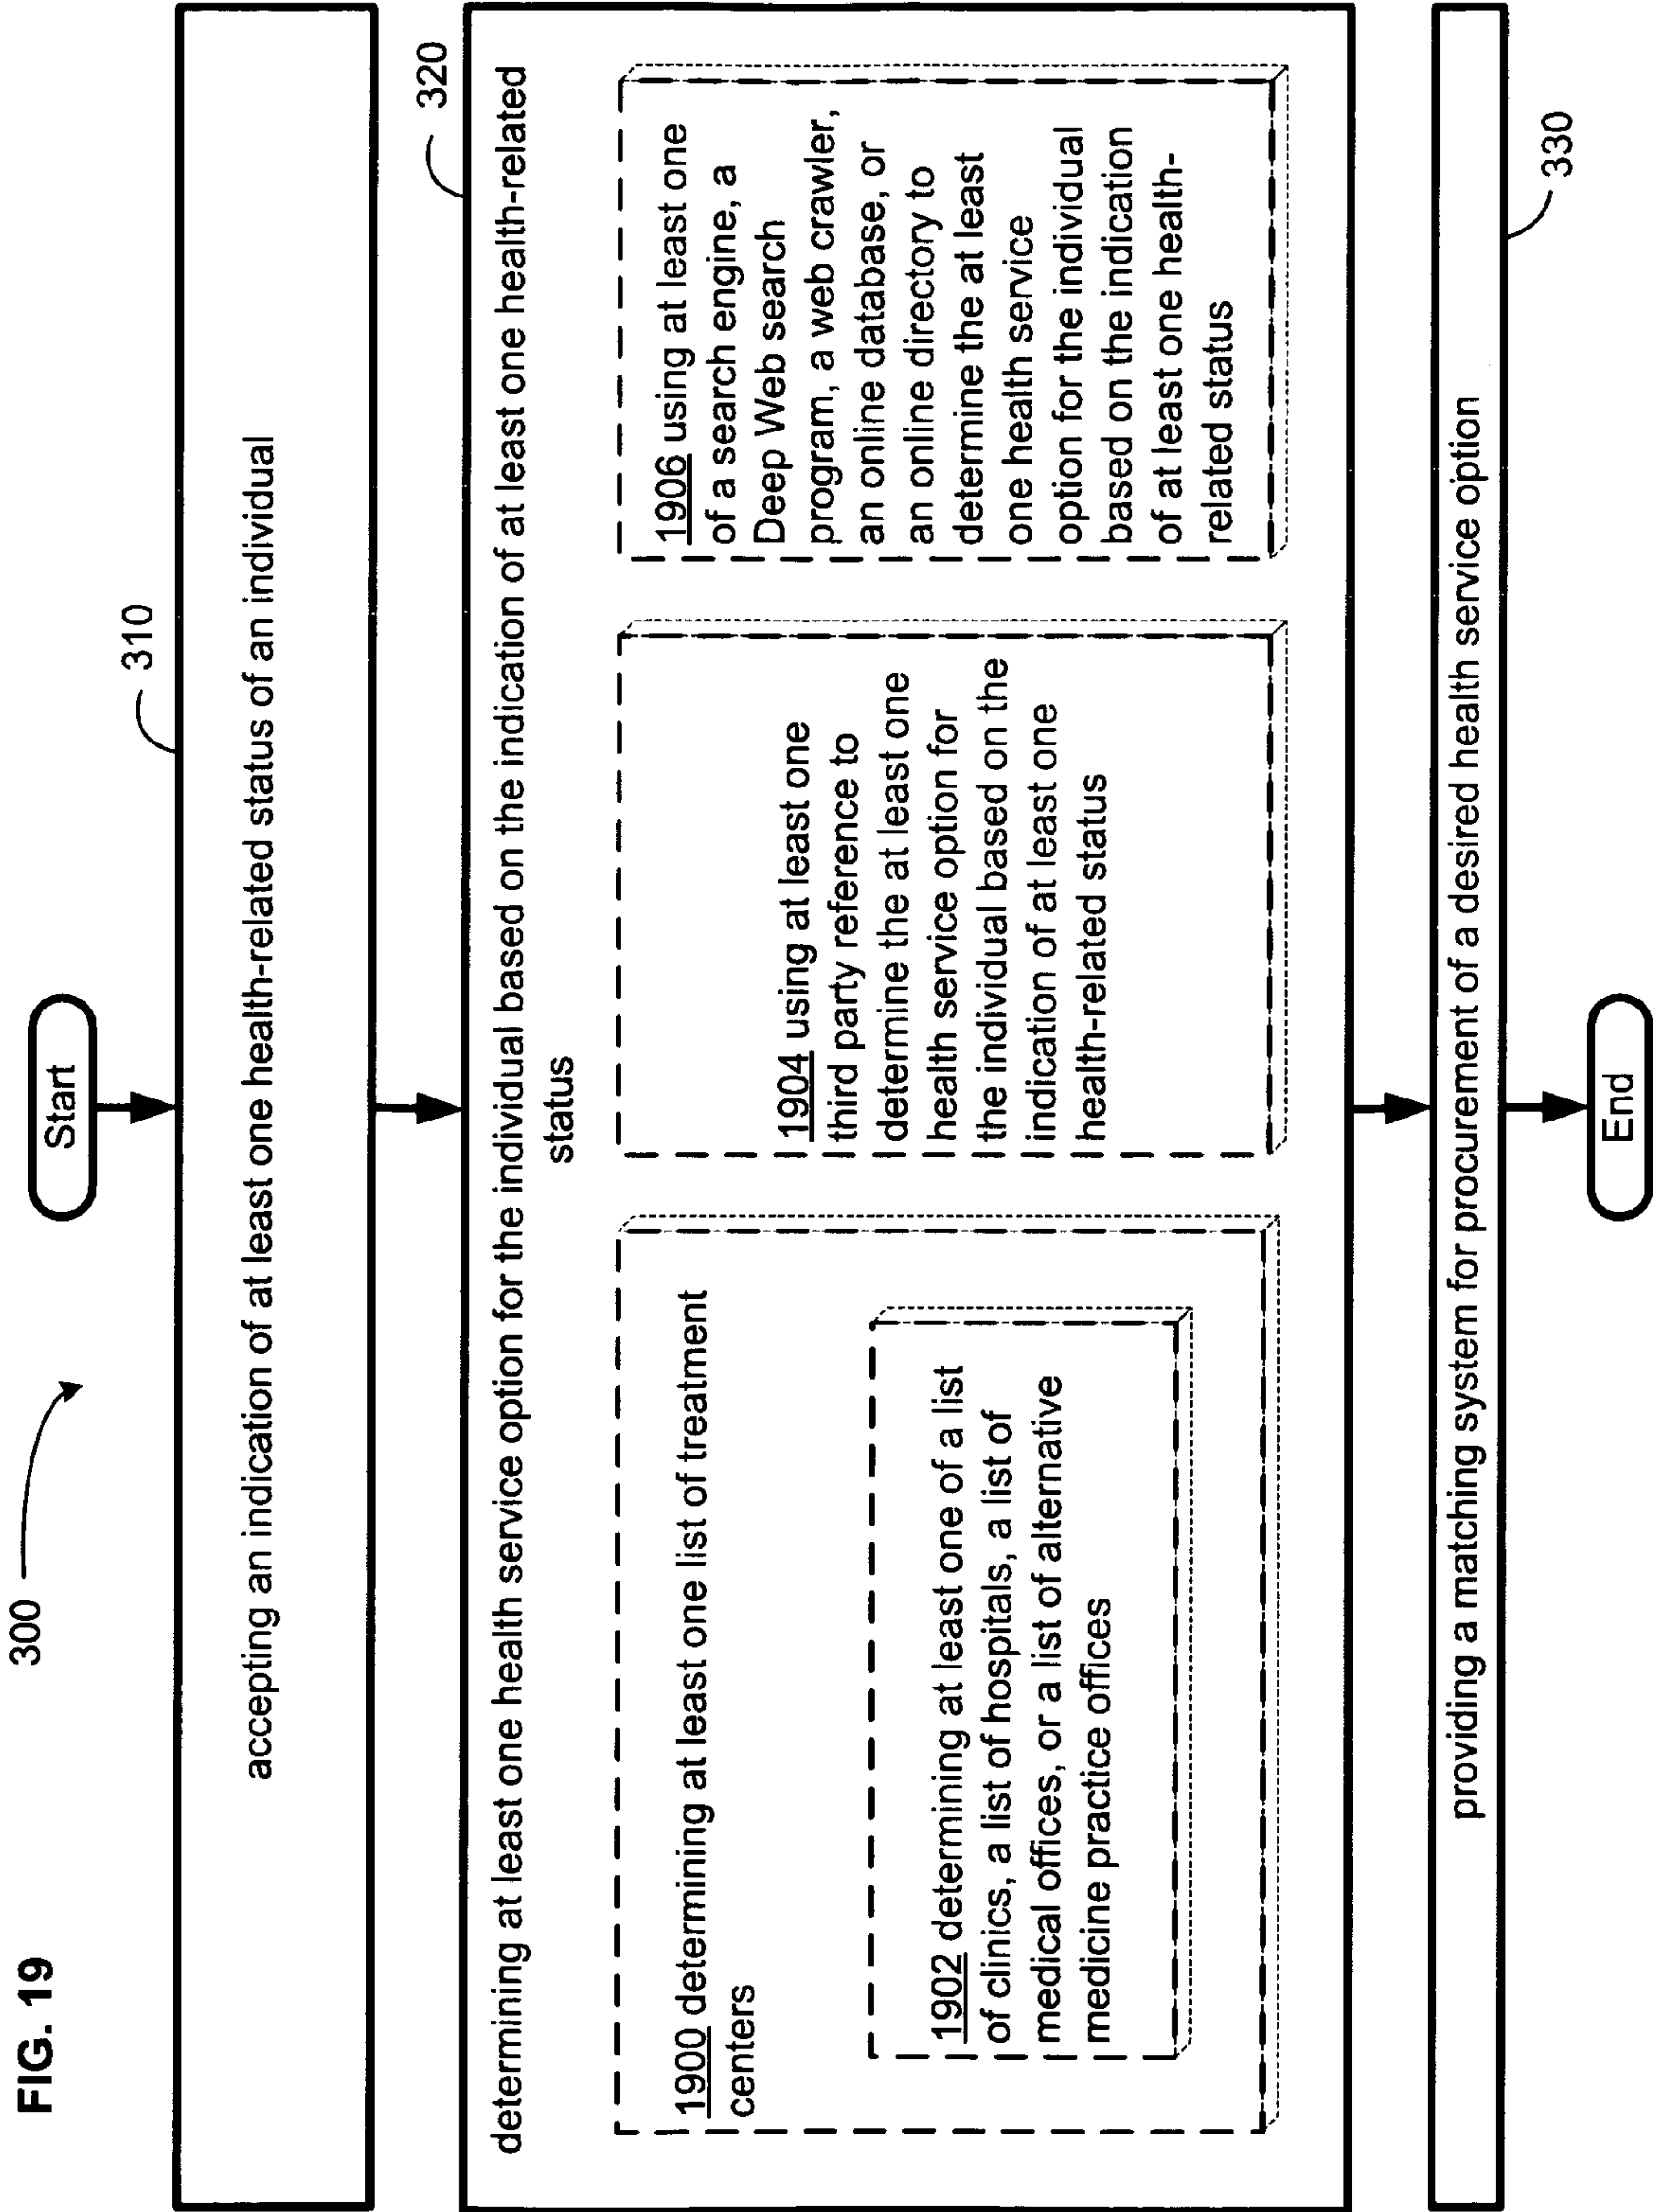 FIG. 19
300
Start
310
accepting an indication of at least one health-related status of an individual
320
determining at least one health service option for the individual based on the indication of at least one health-related
status
1900 determining at least one list of treatment
centers
1902 determining at least one of a list
of clinics, a list of hospitals, a list of
medical offices, or a list of alternative
medicine practice offices
1904 using at least one
third party reference to
determine the at least one
health service option for
the individual based on the
indication of at least one
health-related status
1906 using at least one
of a search engine, a
Deep Web search
program, a web crawler,
an online database, or
an online directory to
determine the at least
one health service
option for the individual
based on the indication
of at least one health-
related status
330
providing a matching system for procurement of a desired health service option
End